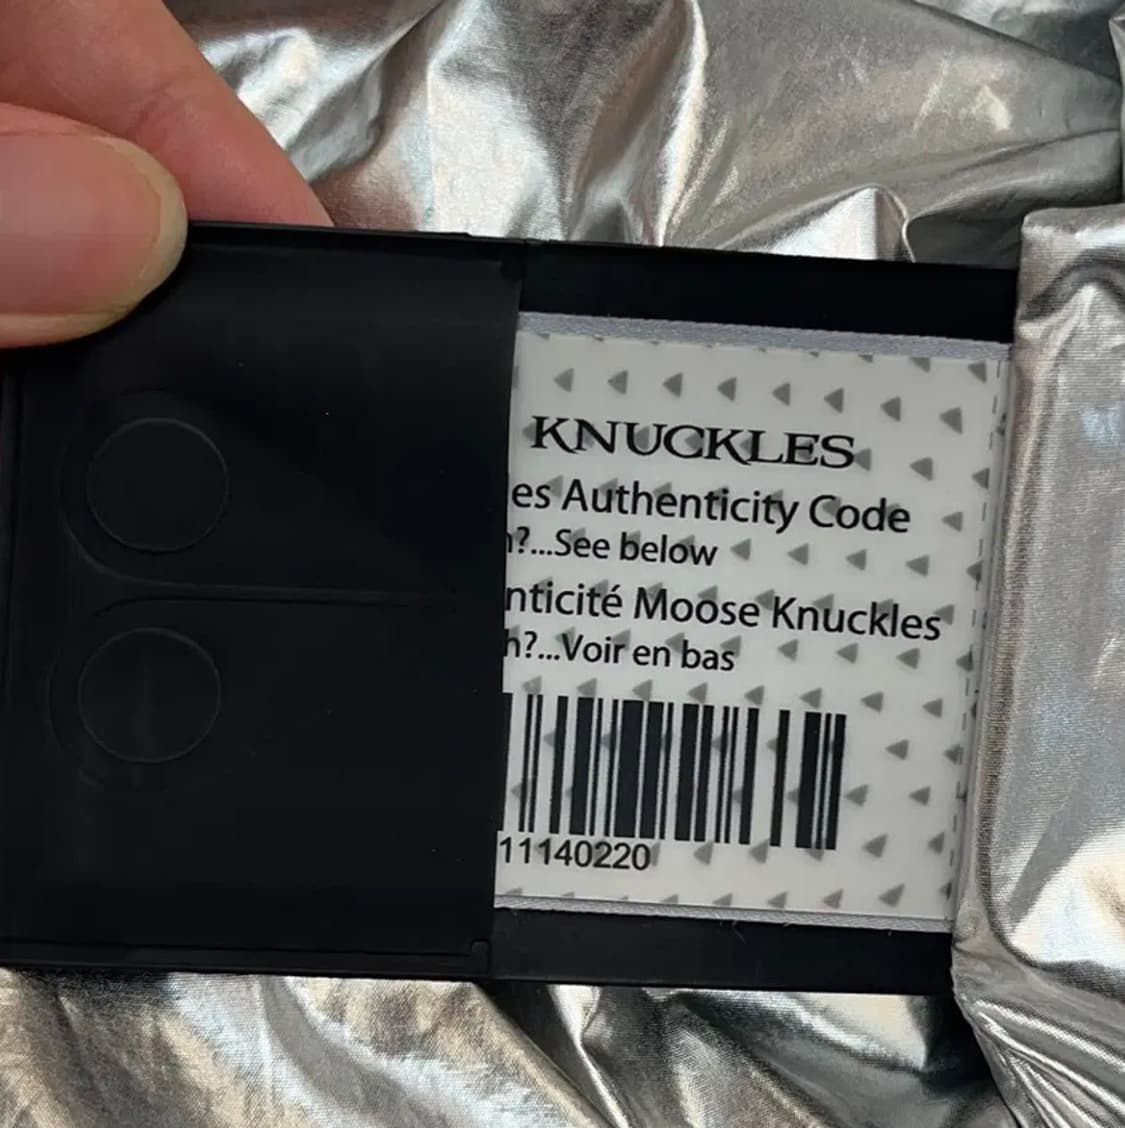 KNUCKLES
es Authenticity Code
?...See below
nticité Moose Knuckles
h?...Voir en bas
11140220